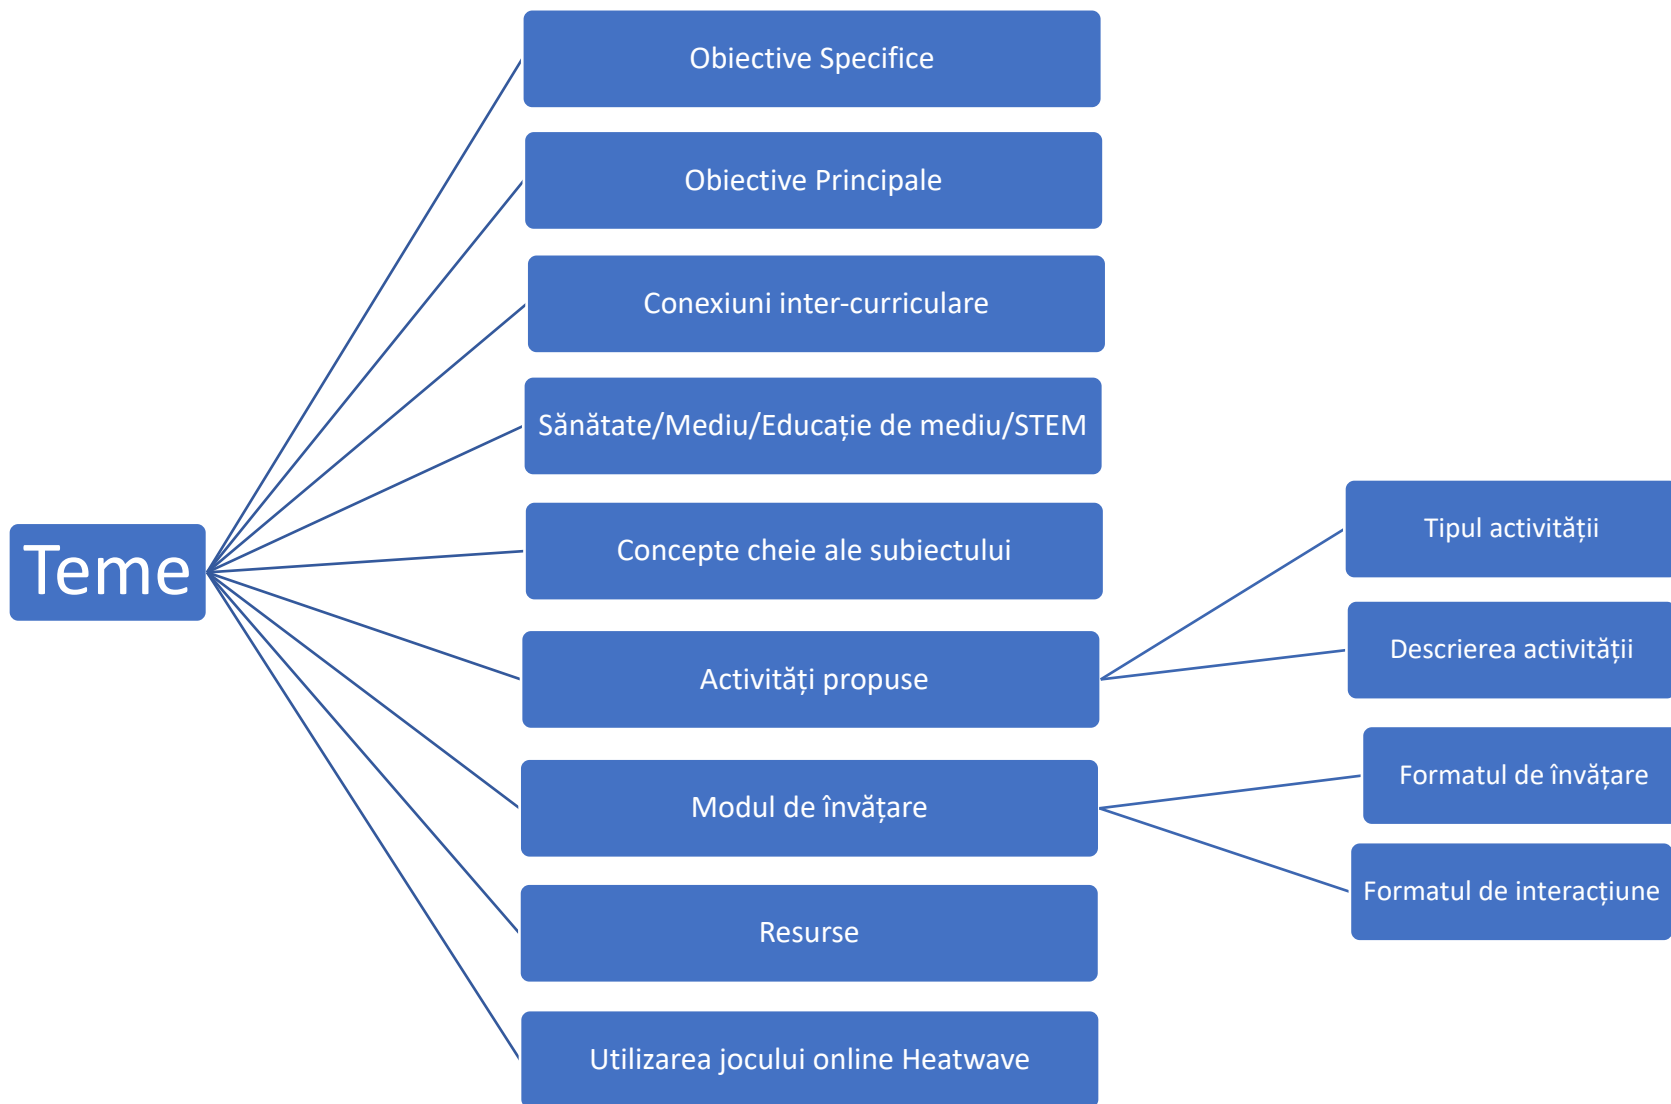 Teme
Obiective Specifice
Obiective Principale
Conexiuni inter-curriculare
Sănătate/Mediu/Educație de mediu/STEM
Concepte cheie ale subiectului
Activități propuse
Tipul activității
Descrierea activității
Modul de învățare
Formatul de învățare
Formatul de interacțiune
Resurse
Utilizarea jocului online Heatwave